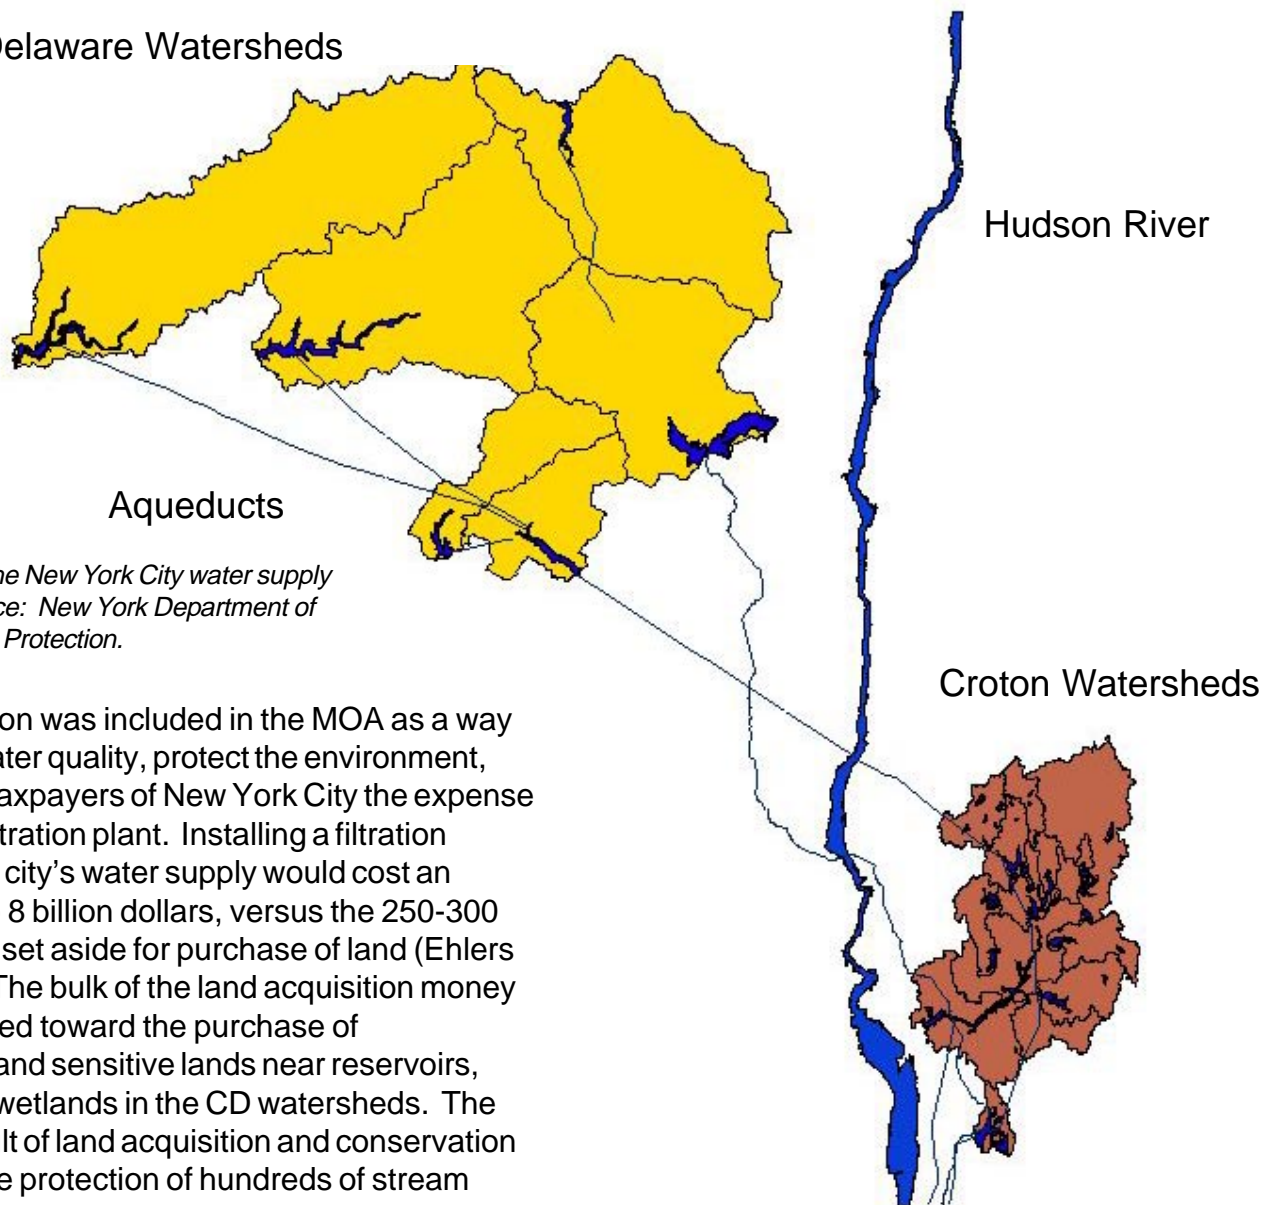 Delaware Watersheds
Hudson River
Aqueducts
he New York City water supply
ce: New York Department of
Protection.
Croton Watersheds
on was included in the MOA as a way
ater quality, protect the environment,
axpayers of New York City the expense
tration plant. Installing a filtration
city’s water supply would cost an
8 billion dollars, versus the 250-300
set aside for purchase of land (Ehlers
The bulk of the land acquisition money
ed toward the purchase of
and sensitive lands near reservoirs,
wetlands in the CD watersheds. The
lt of land acquisition and conservation
e protection of hundreds of stream